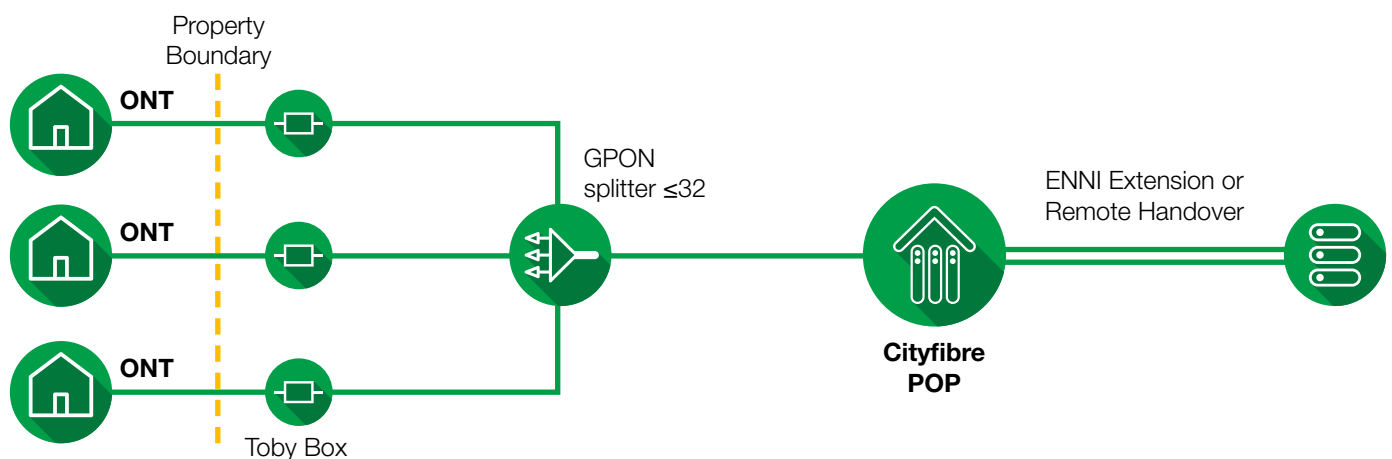 Property
Boundary
ONT
GPON
splitter ≤32
ENNI Extension or
Remote Handover
ONT
Cityfibre
POP
ONT
Toby Box